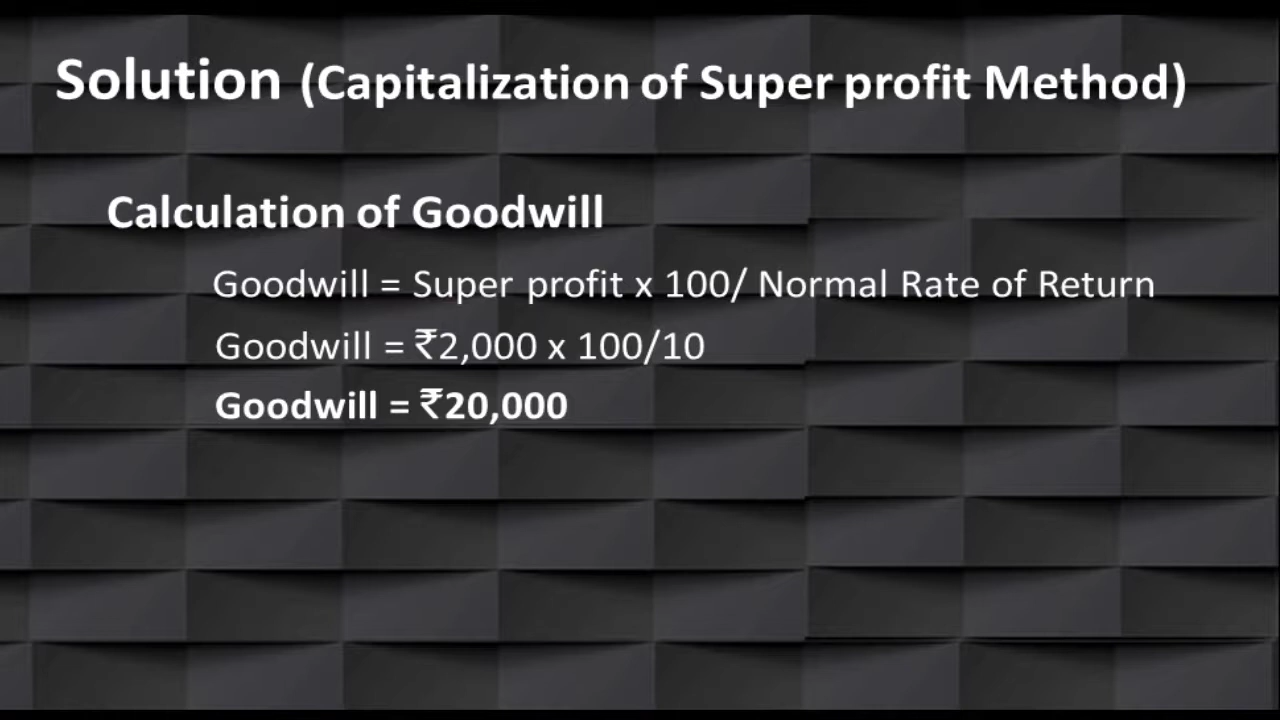 Solution (Capitalization of Super profit Method)
Calculation of Goodwill
Goodwill = Super profit x 100/ Normal Rate of Return
Goodwill = ₹2,000 x 100/10
Goodwill = ₹20,000